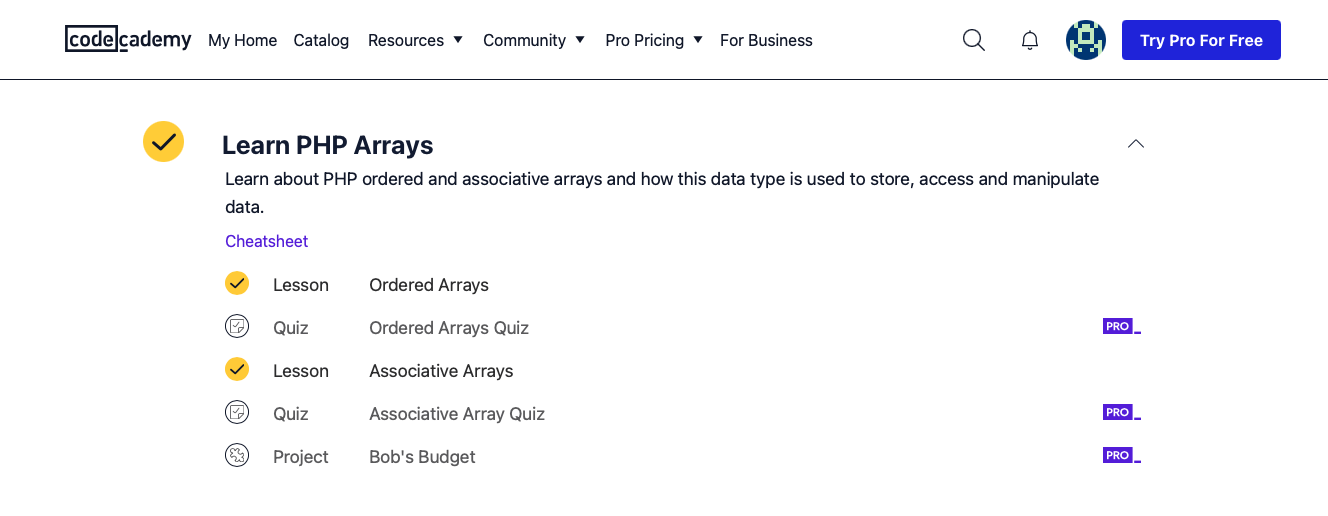 codecademy My Home Catalog Resources Community Pro Pricing For Business Try Pro For Free
Learn PHP Arrays
Learn about PHP ordered and associative arrays and how this data type is used to store, access and manipulate
data.
Cheatsheet
Lesson Ordered Arrays
Quiz Ordered Arrays Quiz PRO
Lesson Associative Arrays
Quiz Associative Array Quiz PRO
Project Bob's Budget PRO